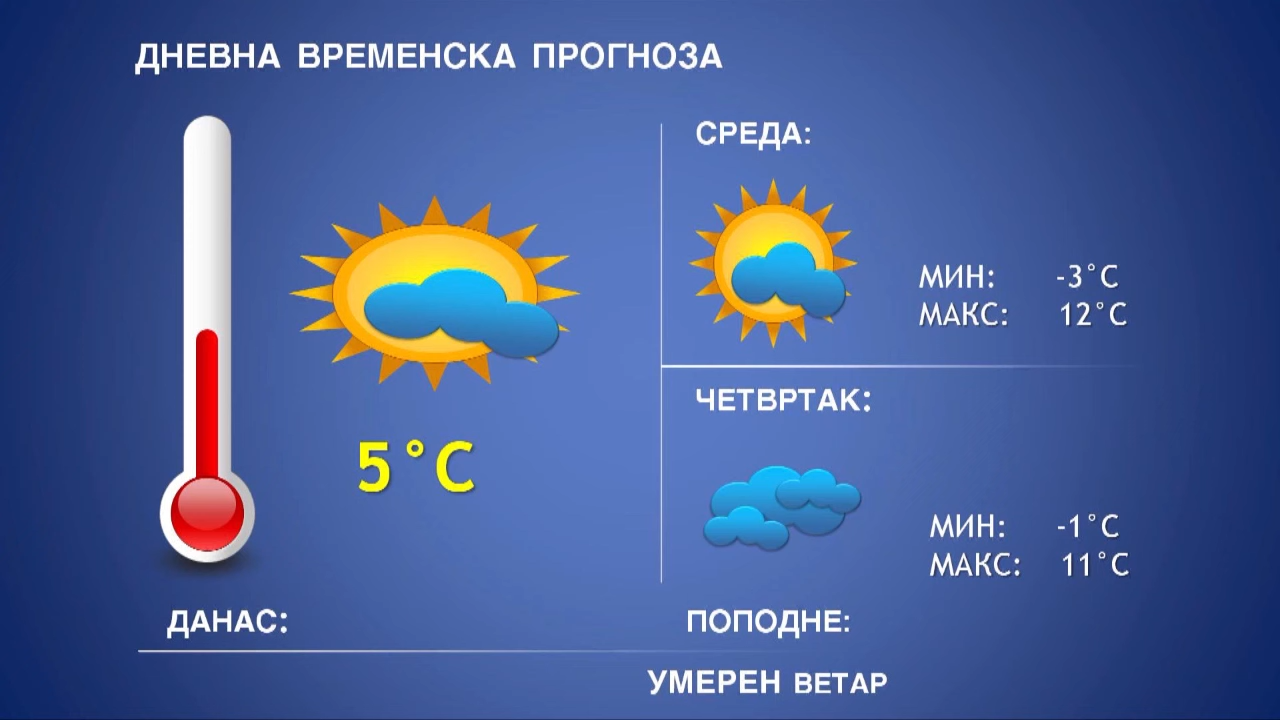 ДНЕВНА ВРЕМЕНСКА ПРОГНОЗА
5°C
СРЕДА:
МИН: -3°C
МАКС: 12°C
ЧЕТВРТАК:
МИН: -1°C
МАКС: 11°C
ДАНАС:
ПОПОДНЕ:
УМЕРЕН ВЕТАР